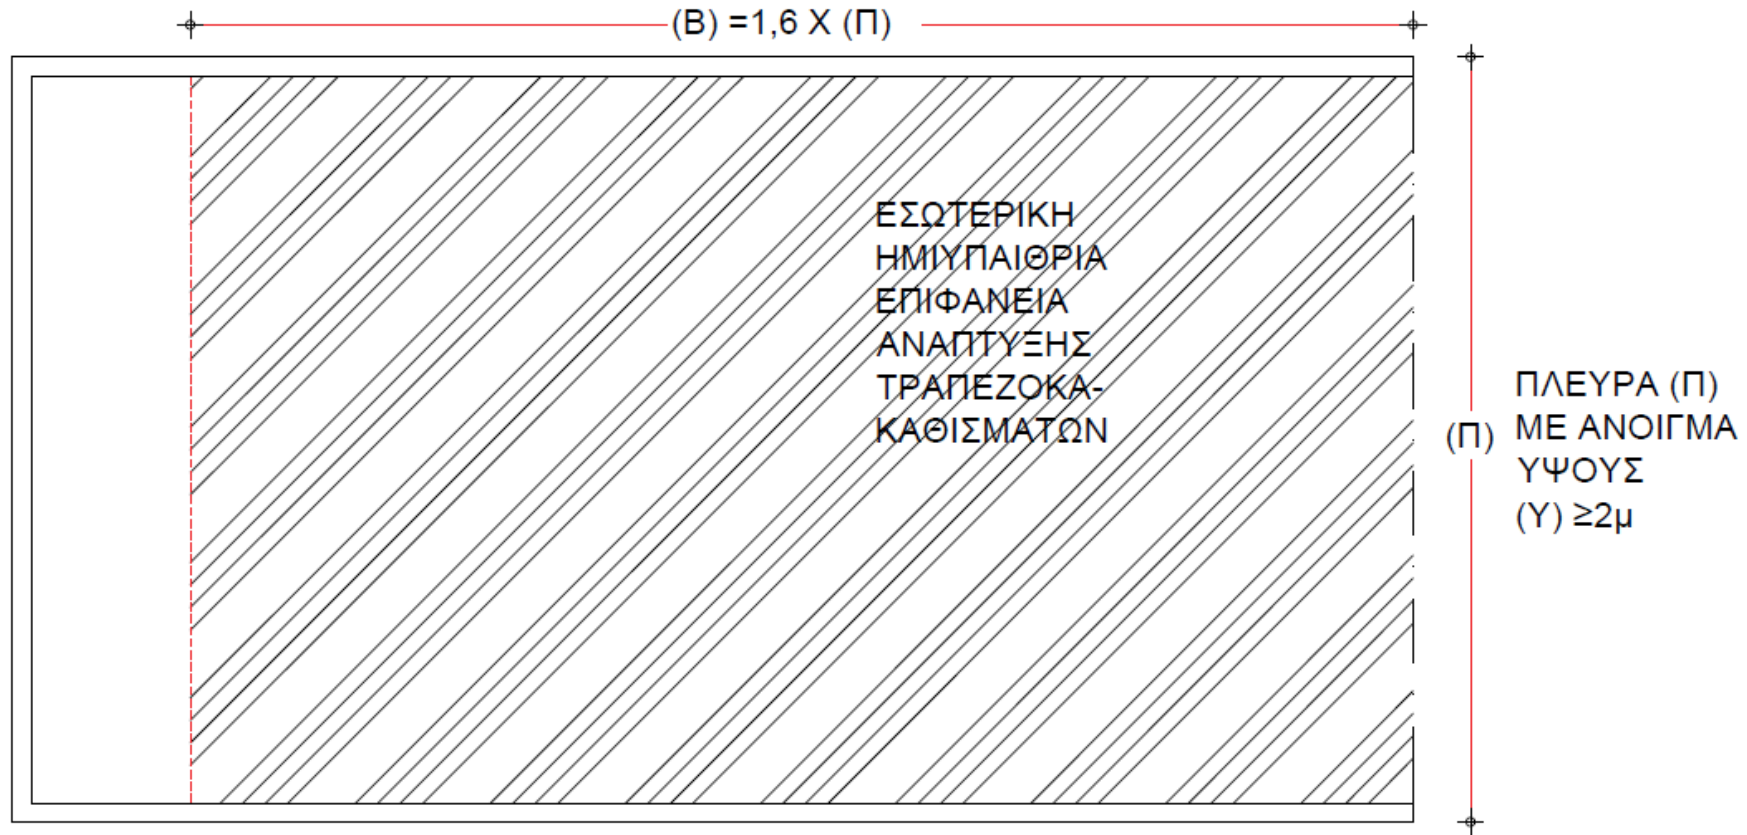 (Β) =1,6 Χ (Π)
ΕΣΩΤΕΡΙΚΗ
ΗΜΙΥΠΑΙΘΡΙΑ
ΕΠΙΦΑΝΕΙΑ
ΑΝΑΠΤΥΞΗΣ
ΤΡΑΠΕΖΟΚΑ-
ΚΑΘΙΣΜΑΤΩΝ
(Π)
ΠΛΕΥΡΑ (Π)
ΜΕ ΑΝΟΙΓΜΑ
ΥΨΟΥΣ
(Υ) ≥2μ